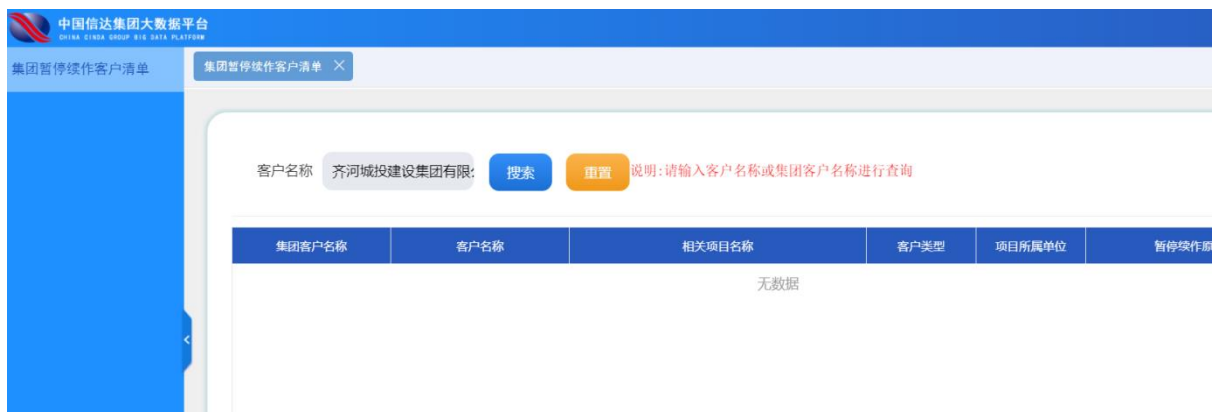 中国信达集团大数据平台
CHINA CINDA GROUP BIG DATA PLATFORM
集团暂停续作客户清单
集团暂停续作客户清单 ×
客户名称 齐河城投建设集团有限 搜索 重置 说明:请输入客户名称或集团客户名称进行查询
集团客户名称 客户名称 相关项目名称 客户类型 项目所属单位 暂停续作原
无数据